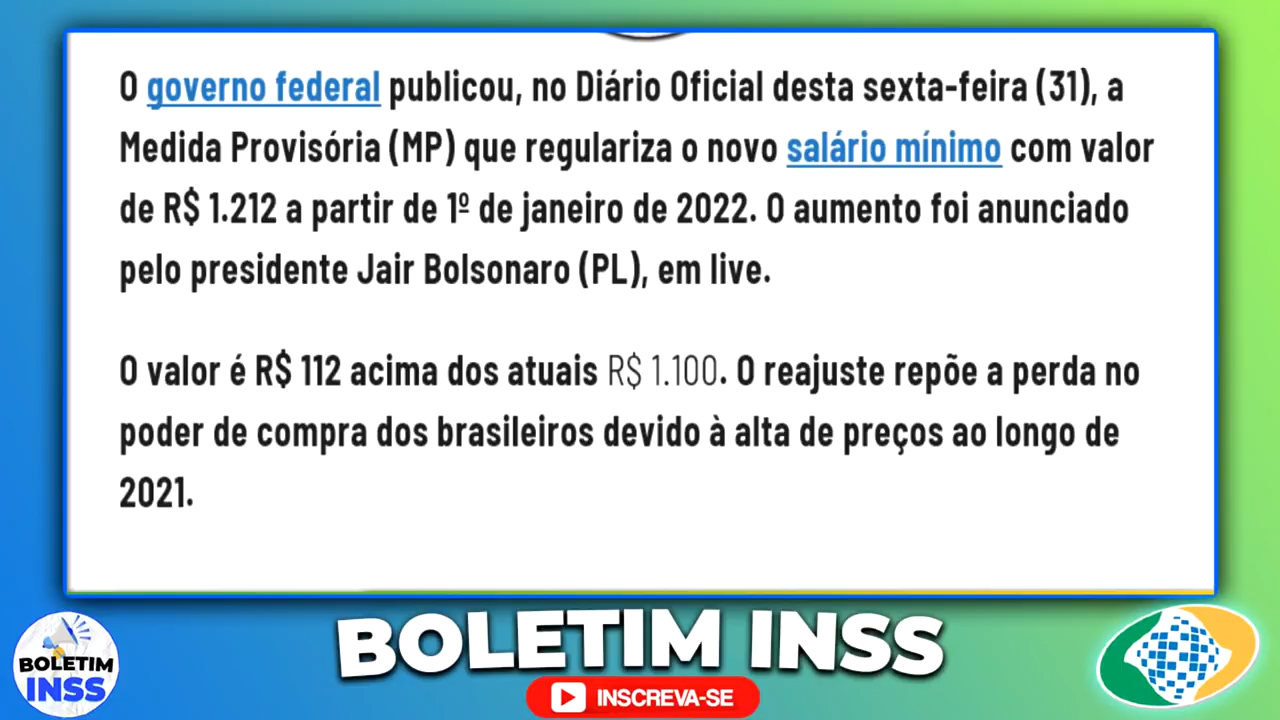 O governo federal publicou, no Diário Oficial desta sexta-feira (31), a
Medida Provisória (MP) que regulariza o novo salário mínimo com valor
de R$ 1.212 a partir de 1º de janeiro de 2022. O aumento foi anunciado
pelo presidente Jair Bolsonaro (PL), em live.
O valor é R$ 112 acima dos atuais R$ 1.100. O reajuste repõe a perda no
poder de compra dos brasileiros devido à alta de preços ao longo de
2021.
BOLETIM
INSS
BOLETIM INSS
INSCREVA-SE